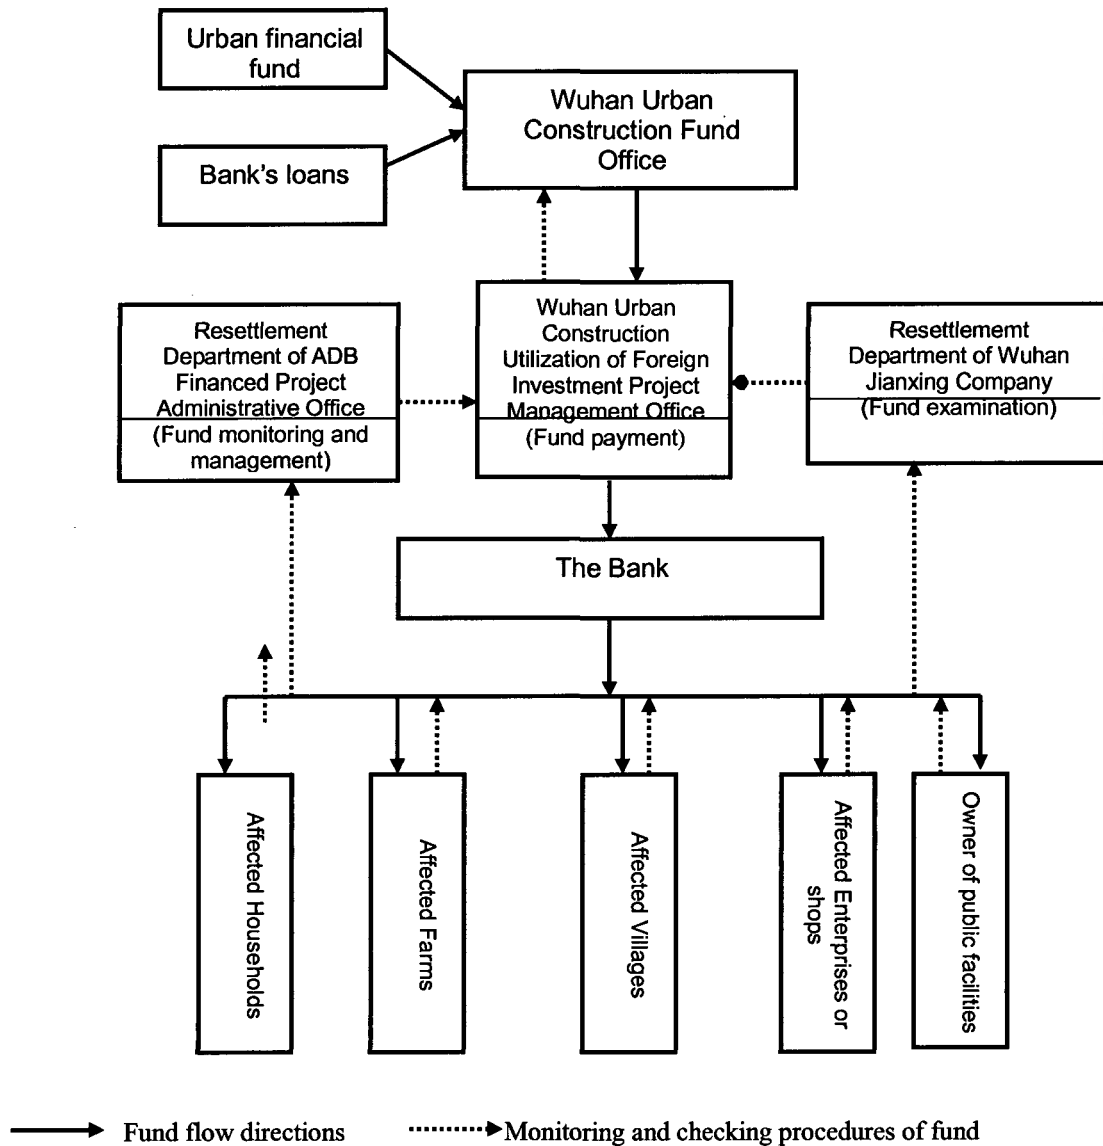 Urban financial
fund
Wuhan Urban
Construction Fund
Office
Bank's loans
Resettlement
Department of ADB
Financed Project
Administrative Office
(Fund monitoring and
management)
Wuhan Urban
Construction
Utilization of Foreign
Investment Project
Management Office
(Fund payment)
Resettlememt
Department of Wuhan
Jianxing Company
(Fund examination)
The Bank
Affected Households
Affected Farms
Affected Villages
Affected Enterprises or
shops
Owner of public facilities
Fund flow directions
Monitoring and checking procedures of fund